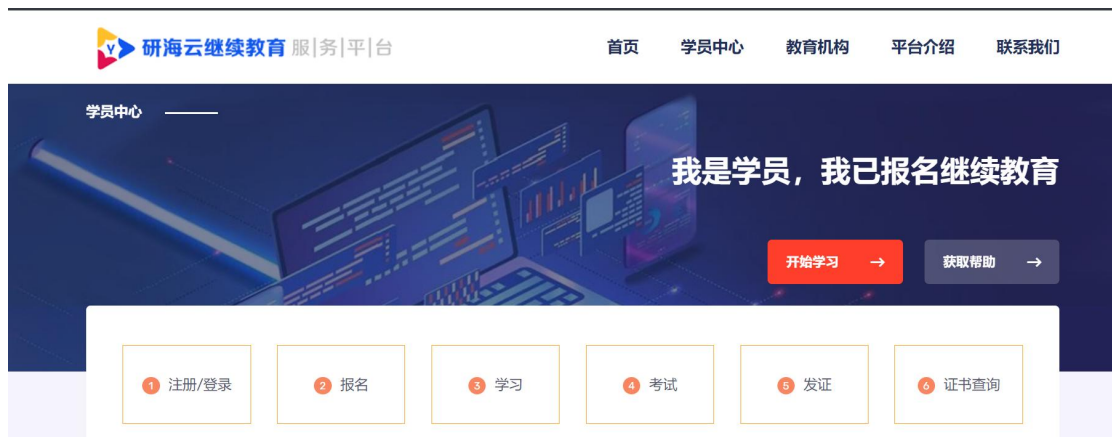 研海云继续教育 服|务|平|台
首页 学员中心 教育机构 平台介绍 联系我们
学员中心
我是学员，我已报名继续教育
开始学习 → 获取帮助 →
1 注册/登录 2 报名 3 学习 4 考试 5 发证 6 证书查询